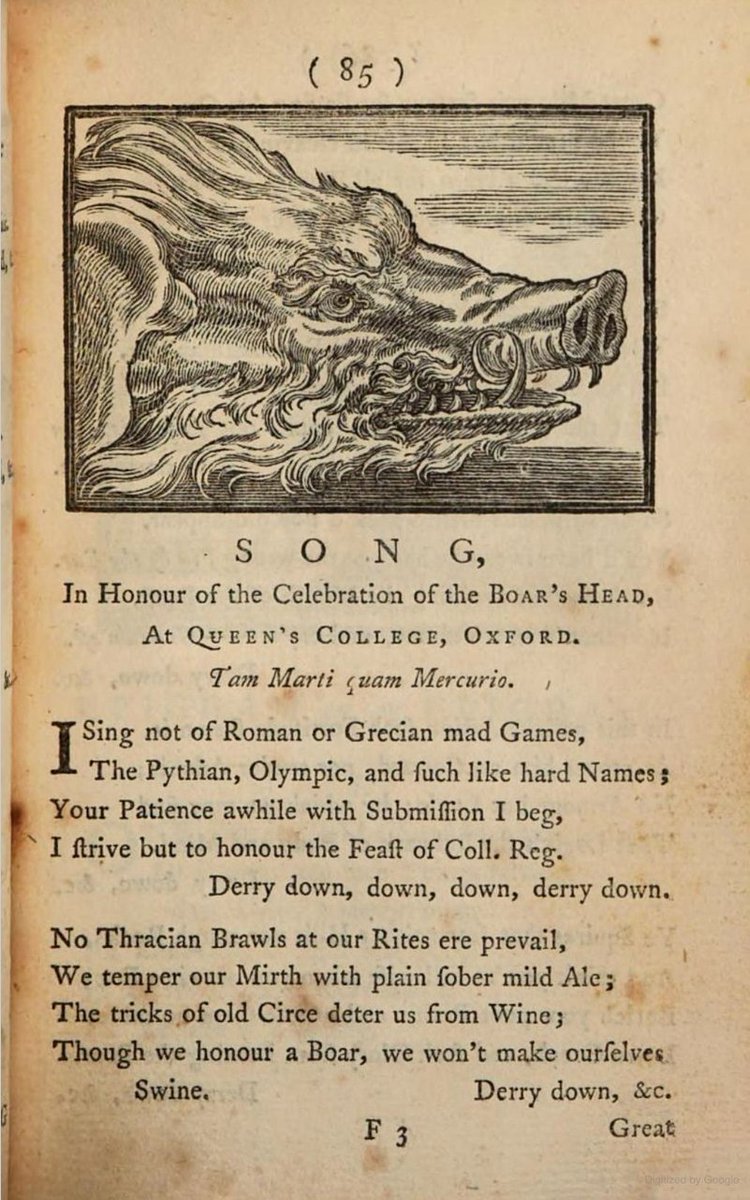 ( 85 )
S O N G,
In Honour of the Celebration of the BOAR'S HEAD,
At QUEEN'S COLLEGE, OXFORD.
Tam Marti quam Mercurio.
I Sing not of Roman or Grecian mad Games,
The Pythian, Olympic, and ſuch like hard Names;
Your Patience awhile with Submiſſion I beg,
I ſtrive but to honour the Feaſt of Coll. Reg.
Derry down, down, down, derry down.
No Thracian Brawls at our Rites ere prevail,
We temper our Mirth with plain ſober mild Ale;
The tricks of old Circe deter us from Wine;
Though we honour a Boar, we won't make ourſelves
Swine. Derry down, &c.
F 3 Great
Digitized by Google